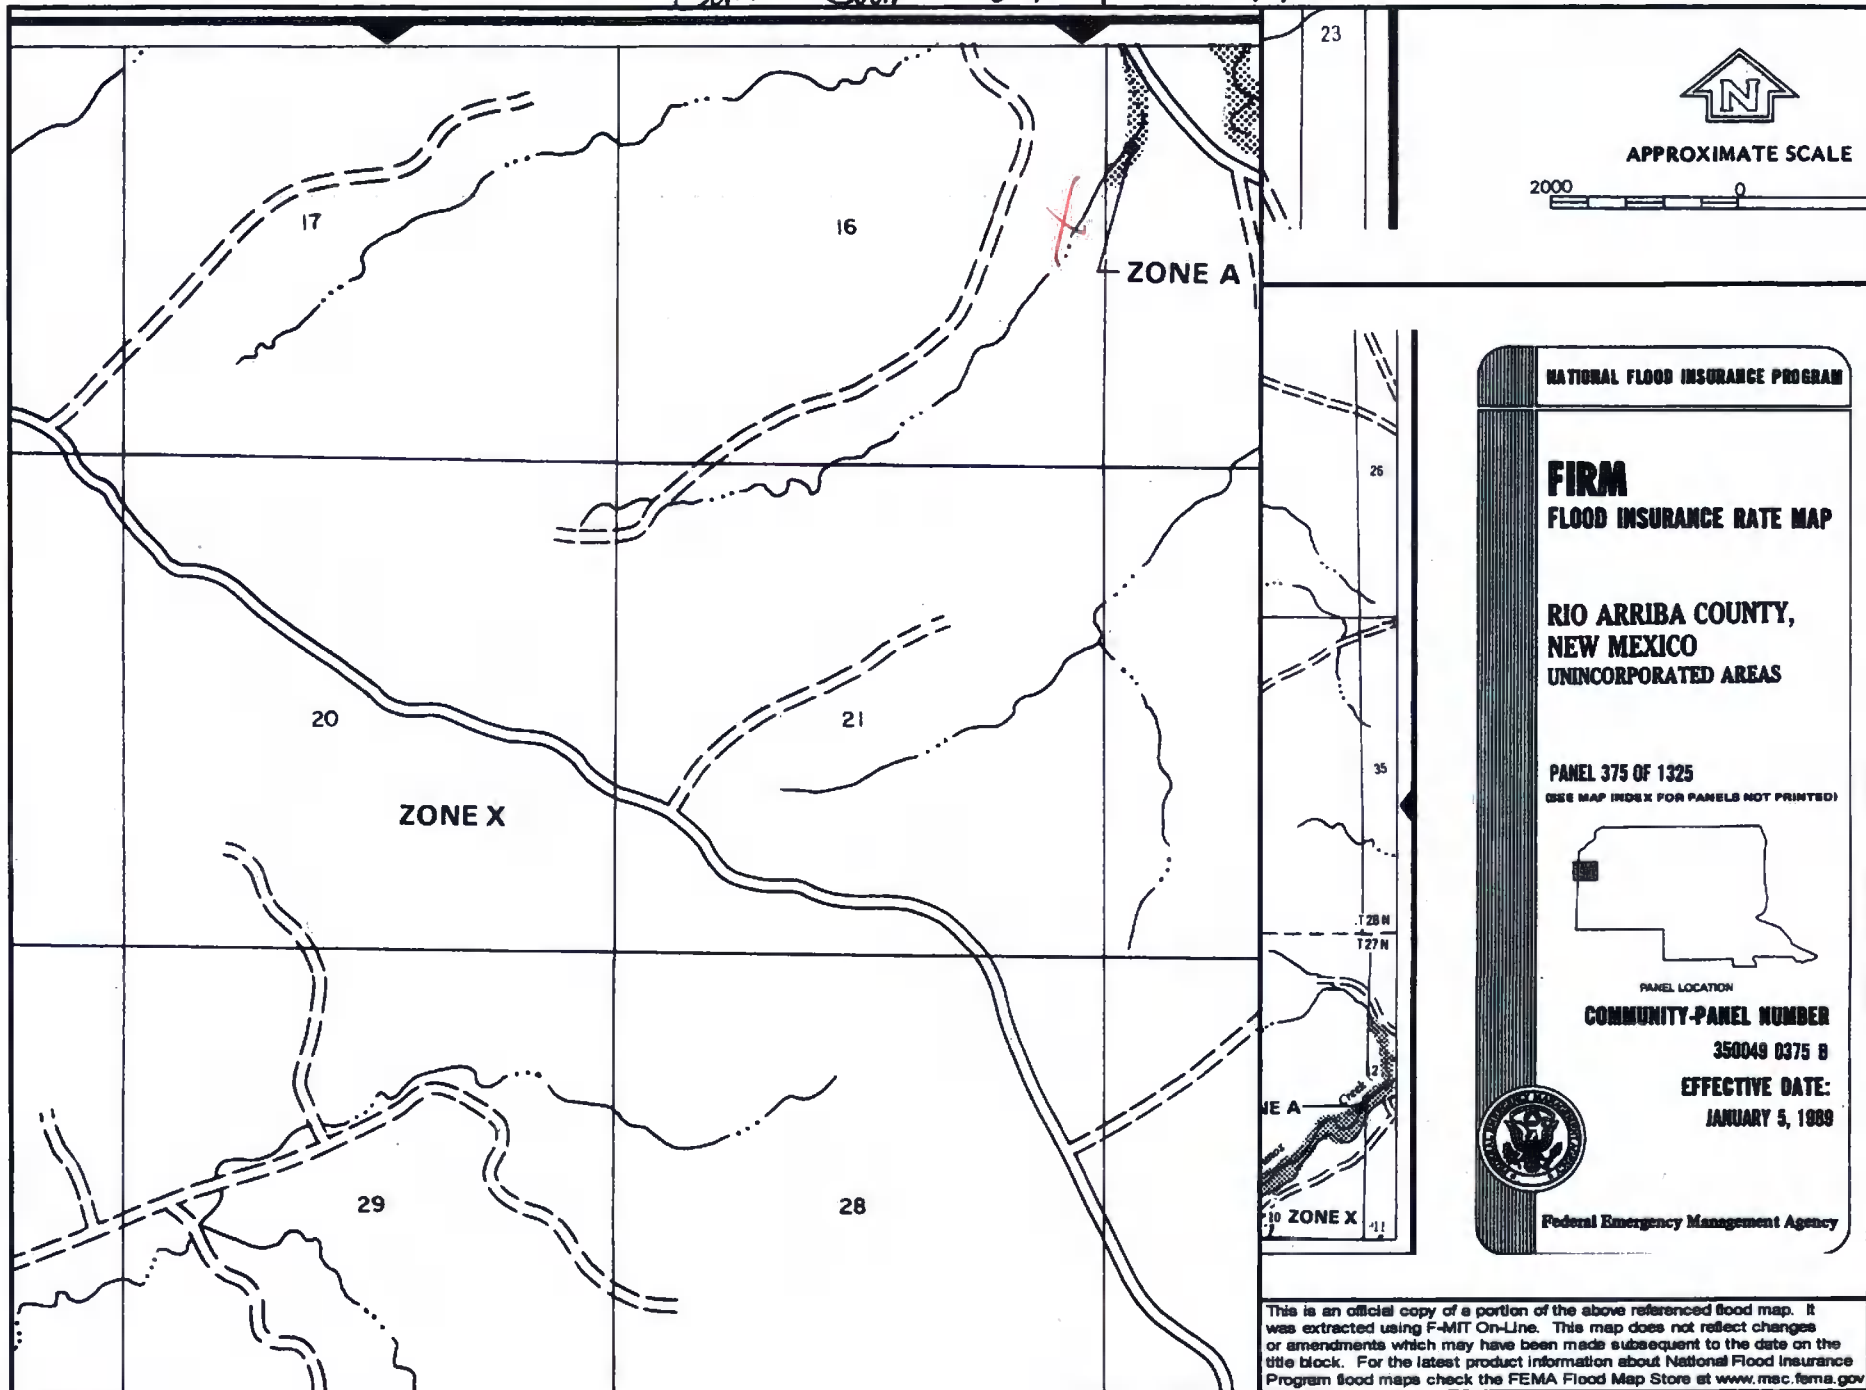 23
N
APPROXIMATE SCALE
2000 0
17
16
ZONE A
NATIONAL FLOOD INSURANCE PROGRAM
FIRM
FLOOD INSURANCE RATE MAP
26
RIO ARRIBA COUNTY,
NEW MEXICO
UNINCORPORATED AREAS
20
21
ZONE X
35
PANEL 375 OF 1325
(SEE MAP INDEX FOR PANELS NOT PRINTED)
T28N
T27N
PANEL LOCATION
COMMUNITY-PANEL NUMBER
350049 0375 B
EFFECTIVE DATE:
JANUARY 5, 1989
2
Creek
NE A
29
28
10 ZONE X 11
Federal Emergency Management Agency
This is an official copy of a portion of the above referenced flood map. It
was extracted using F-MIT On-Line. This map does not reflect changes
or amendments which may have been made subsequent to the date on the
title block. For the latest product information about National Flood Insurance
Program flood maps check the FEMA Flood Map Store at www.msc.fema.gov